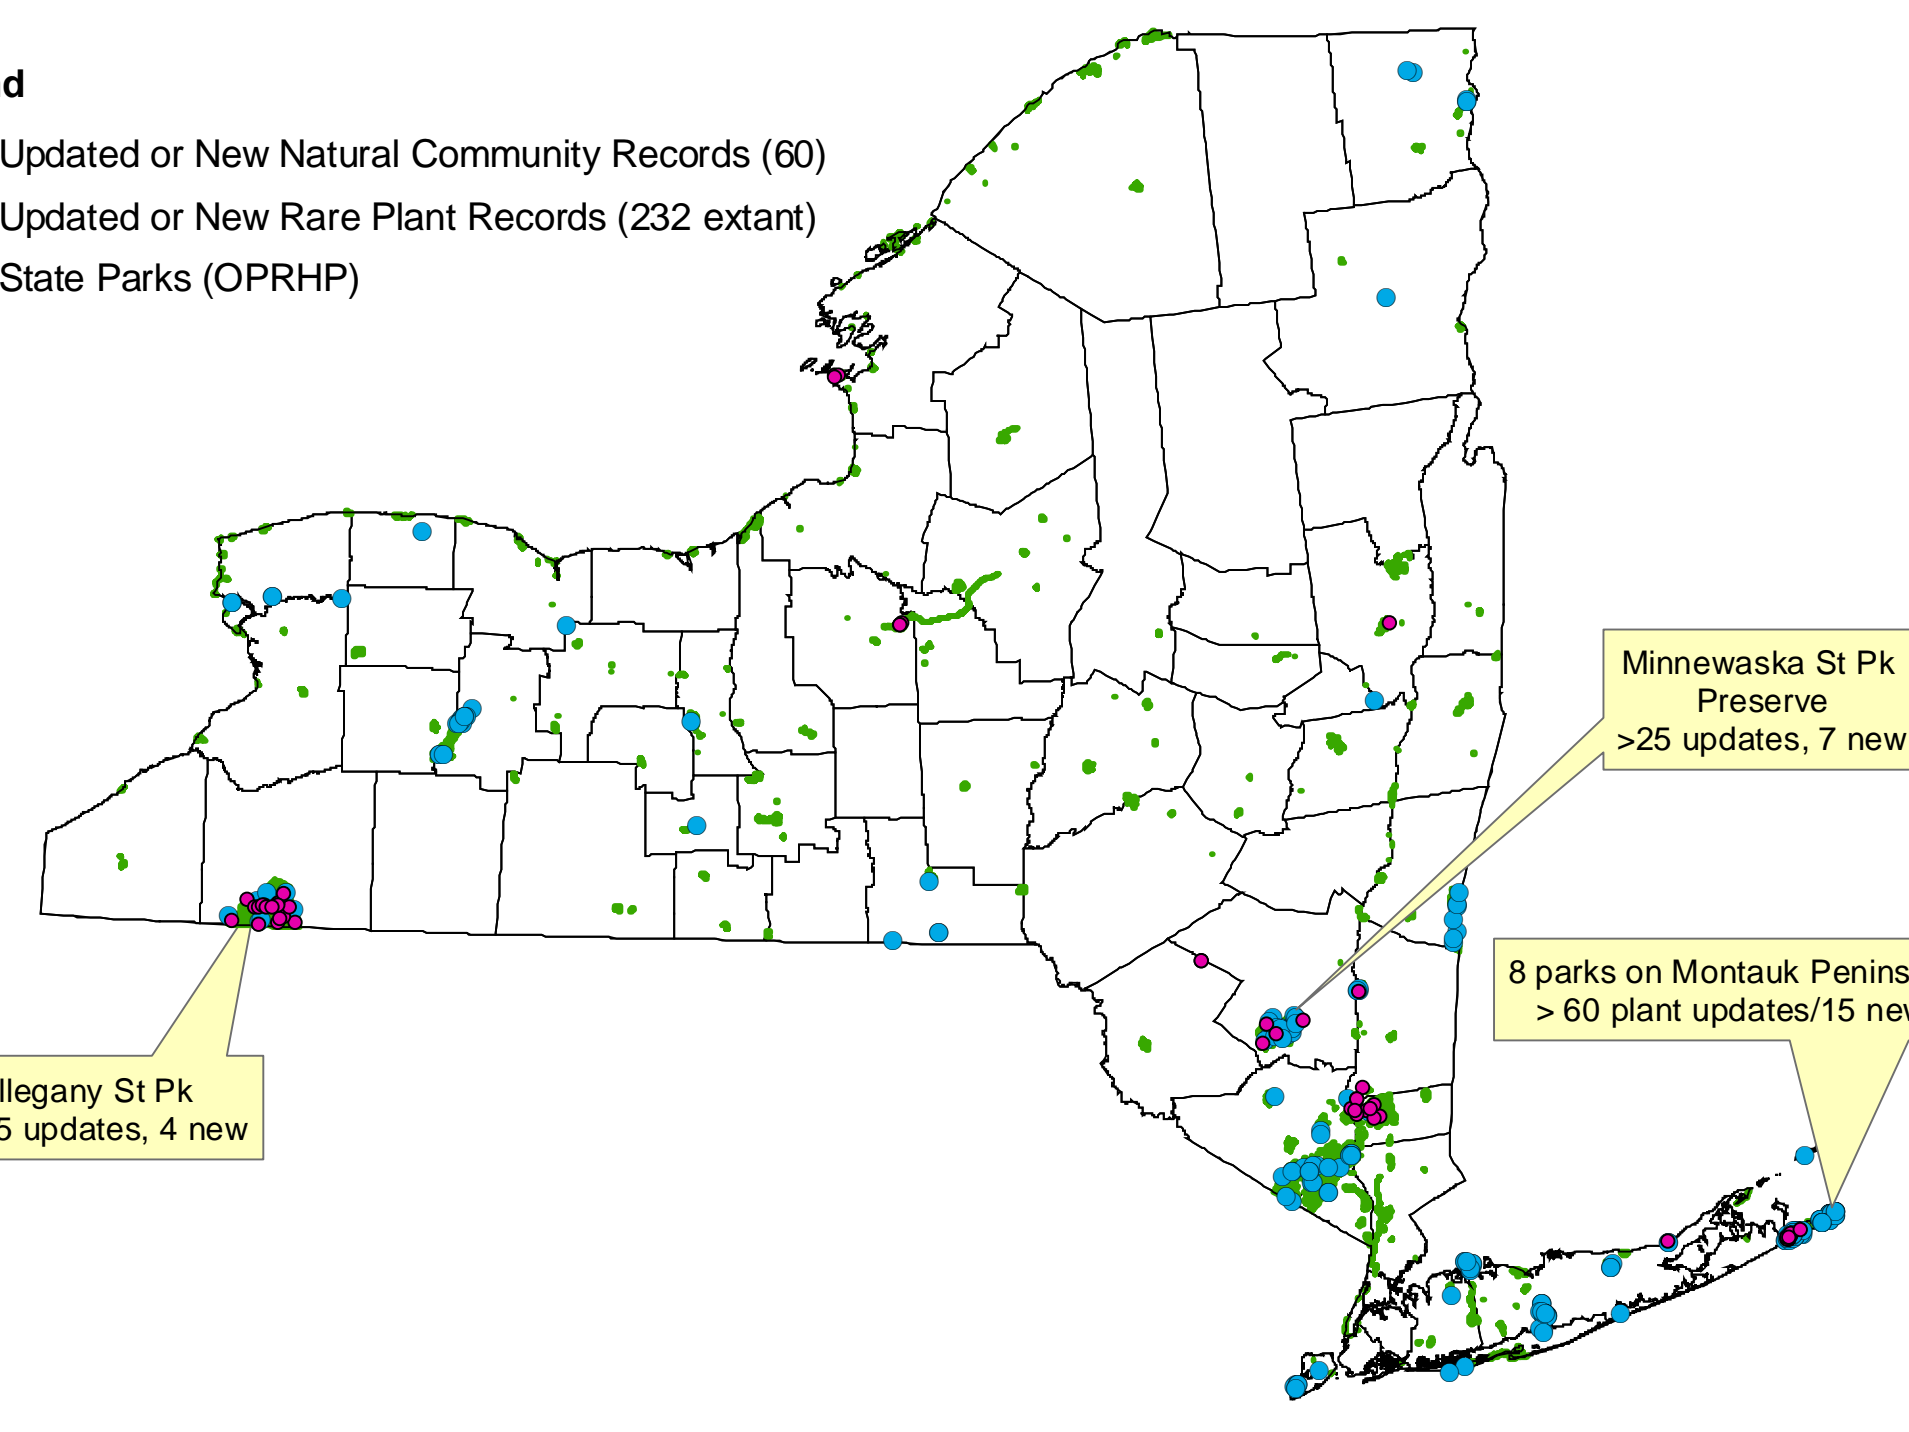 d
Updated or New Natural Community Records (60)
Updated or New Rare Plant Records (232 extant)
State Parks (OPRHP)
Minnewaska St Pk
Preserve
>25 updates, 7 new
8 parks on Montauk Penins
> 60 plant updates/15 new
llegany St Pk
5 updates, 4 new